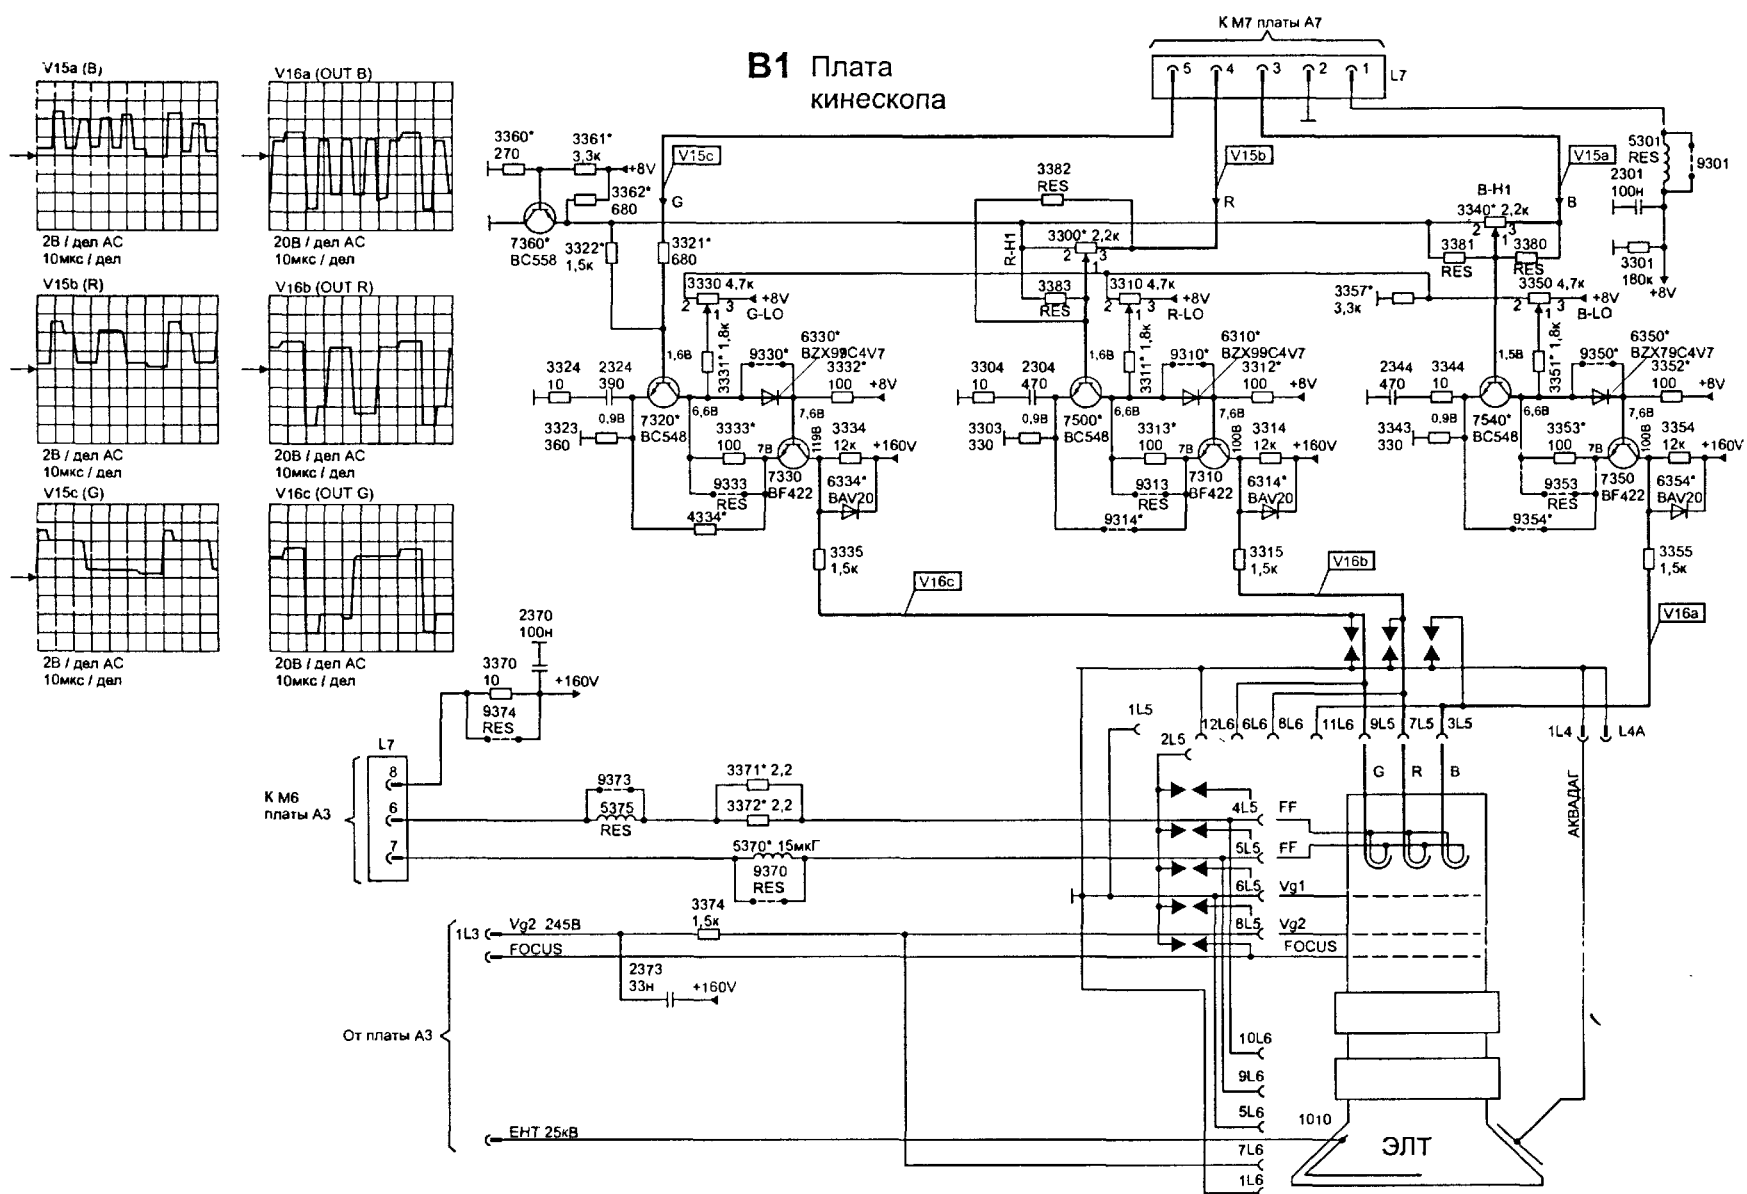 К М7 платы А7
5 4 3 2 1
L7
B1 Плата
кинескопа
V15a (B)
2В / дел АС
10мкс / дел
V16a (OUT B)
20В / дел АС
10мкс / дел
V15b (R)
2В / дел АС
10мкс / дел
V16b (OUT R)
20В / дел АС
10мкс / дел
V15c (G)
2В / дел АС
10мкс / дел
V16c (OUT G)
20В / дел АС
10мкс / дел
3360*
270
3361*
3,3к
+8V
3362*
680
7360*
BC558
3322*
1,5к
V15c
G
3321*
680
3330 4,7к
2 1 3
+8V
G-LO
3331* 1,8к
9330*
6330*
BZX99C4V7
3332*
100
+8V
3324
10
2324
390
1,6В
0,9В
7320*
BC548
6,6В
7,6В
3323
360
3333*
100
7В
119В
3334
12к
+160V
9333
RES
7330
BF422
6334*
BAV20
4334*
3335
1,5к
V16c
3382
RES
V15b
R
R-H1
3300* 2,2к
2 1 3
3383
RES
3310 4,7к
2 1 3
+8V
R-LO
3311* 1,8к
9310*
6310*
BZX99C4V7
3312*
100
+8V
3304
10
2304
470
1,6В
0,9В
7500*
BC548
6,6В
7,6В
3303
330
3313*
100
7В
100В
3314
12к
+160V
9313
RES
7310
BF422
6314*
BAV20
9314*
3315
1,5к
V16b
V15a
B
B-H1
3340* 2,2к
2 1 3
3381
RES
3380
RES
3357*
3,3к
3350 4,7к
2 1 3
+8V
B-LO
3351* 1,8к
9350*
6350*
BZX79C4V7
3352*
100
+8V
2344
470
3344
10
1,5В
0,9В
7540*
BC548
6,6В
7,6В
3343
330
3353*
100
7В
100В
3354
12к
+160V
9353
RES
7350
BF422
6354*
BAV20
9354*
3355
1,5к
V16a
5301
RES
9301
2301
100н
3301
180к
+8V
2370
100н
3370
10
+160V
9374
RES
L7
8
6
7
К М6
платы А3
9373
5375
RES
3371* 2,2
3372* 2,2
5370* 15мкГ
9370
RES
1L3
Vg2 245В
FOCUS
3374
1,5к
2373
33н
+160V
От платы А3
EHT 25кВ
1L5
2L5
12L6 6L6 8L6 11L6 9L5 7L5 3L5
1L4
L4A
G R B
АКВАДАГ
4L5 FF
5L5 FF
6L5 Vg1
8L5 Vg2
FOCUS
10L6
9L6
5L6
7L6
1L6
1010
ЭЛТ